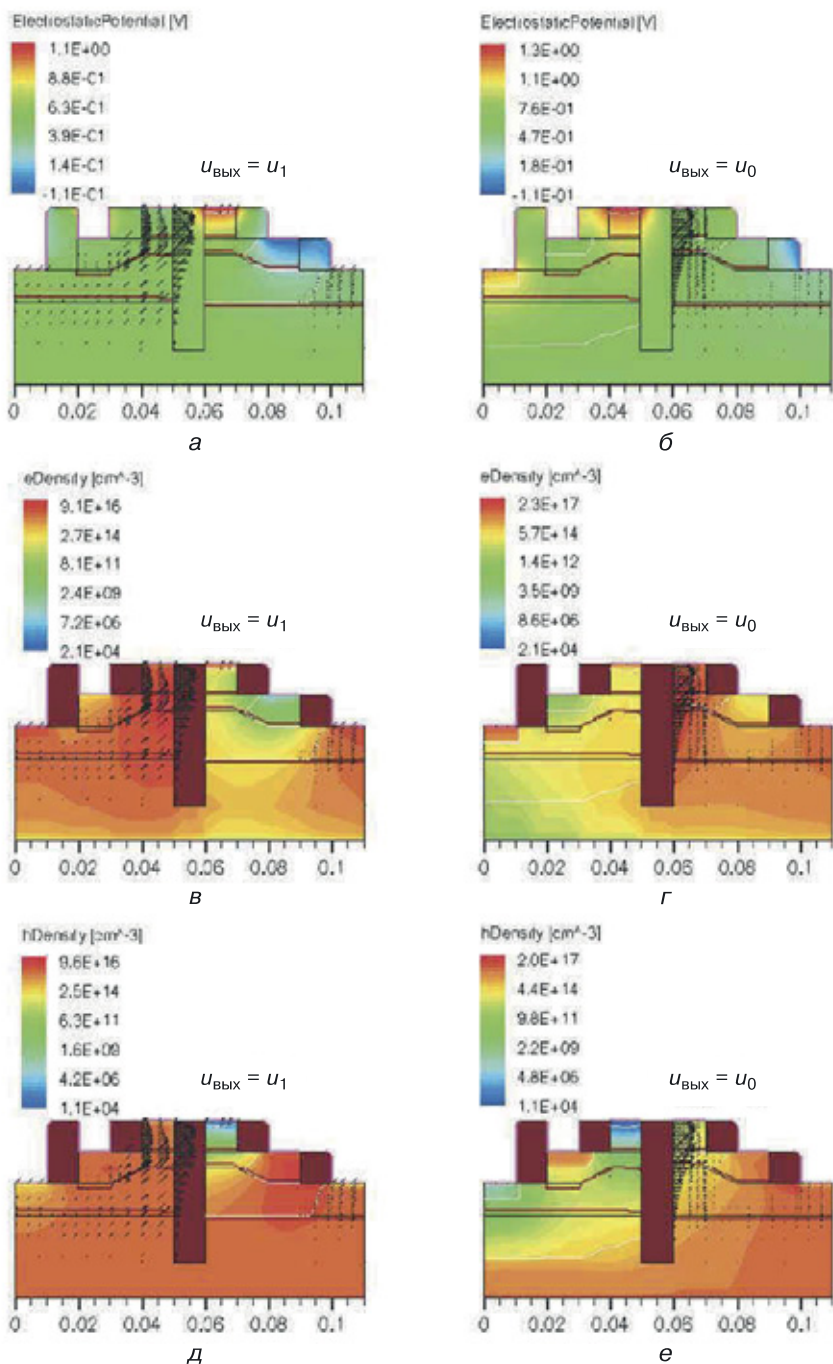 ElectrostaticPotential [V]
1.1E+00
8.8E-C1
6.3E-C1
3.9E-C1
1.4E-C1
-1.1E-C1
uвых = u1
0 0.02 0.04 0.06 0.08 0.1
а
ElectrostaticPotential [V]
1.3E+00
1.1E+00
7.6E-01
4.7E-01
1.8E-01
-1.1E-01
uвых = u0
0 0.02 0.04 0.06 0.08 0.1
б
eDensity [cm^-3]
9.1E+16
2.7E+14
8.1E+11
2.4E+09
7.2E+06
2.1E+04
uвых = u1
0 0.02 0.04 0.06 0.08 0.1
в
eDensity [cm^-3]
2.3E+17
5.7E+14
1.4E+12
3.5E+09
8.6E+06
2.1E+04
uвых = u0
0 0.02 0.04 0.06 0.08 0.1
г
hDensity [cm^-3]
9.6E+16
2.5E+14
6.3E+11
1.6E+09
4.2E+06
1.1E+04
uвых = u1
0 0.02 0.04 0.06 0.08 0.1
д
hDensity [cm^-3]
2.0E+17
4.4E+14
9.8E+11
2.2E+09
4.8E+06
1.1E+04
uвых = u0
0 0.02 0.04 0.06 0.08 0.1
е